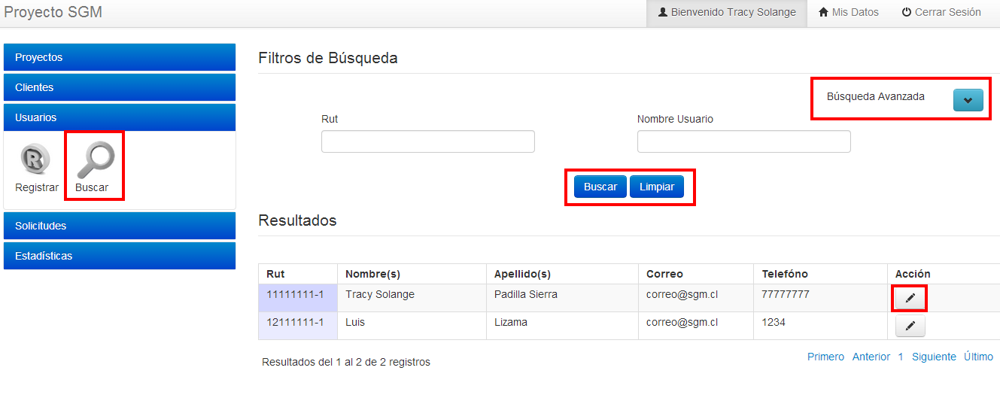 Proyecto SGM
Bienvenido Tracy Solange
Mis Datos
Cerrar Sesión
Proyectos
Clientes
Usuarios
Registrar
Buscar
Solicitudes
Estadísticas
Filtros de Búsqueda
Búsqueda Avanzada
Rut
Nombre Usuario
Buscar
Limpiar
Resultados
Rut Nombre(s) Apellido(s) Correo Telefóno Acción
11111111-1 Tracy Solange Padilla Sierra correo@sgm.cl 77777777
12111111-1 Luis Lizama correo@sgm.cl 1234
Resultados del 1 al 2 de 2 registros
Primero Anterior 1 Siguiente Último